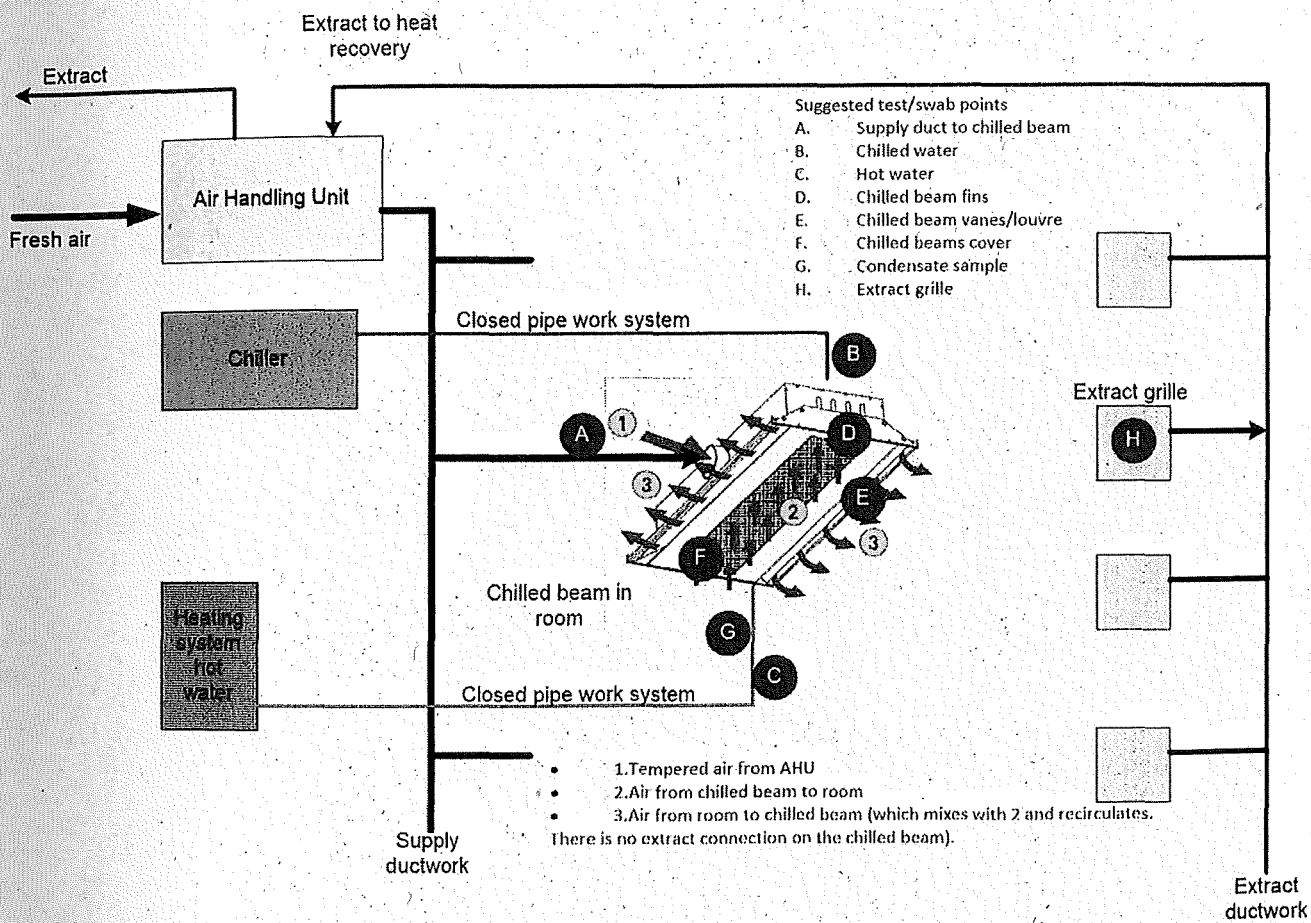 Extract to heat
recovery
Extract
Air Handling Unit
Fresh air
Suggested test/swab points
A. Supply duct to chilled beam
B. Chilled water
C. Hot water
D. Chilled beam fins
E. Chilled beam vanes/louvre
F. Chilled beams cover
G. Condensate sample
H. Extract grille
Closed pipe work system
Chiller
B
Extract grille
A
1
D
H
3
E
2
3
F
Chilled beam in
room
Heating
system
hot
water
G
C
Closed pipe work system
• 1.Tempered air from AHU
• 2.Air from chilled beam to room
• 3.Air from room to chilled beam (which mixes with 2 and recirculates.
There is no extract connection on the chilled beam).
Supply
ductwork
Extract
ductwork